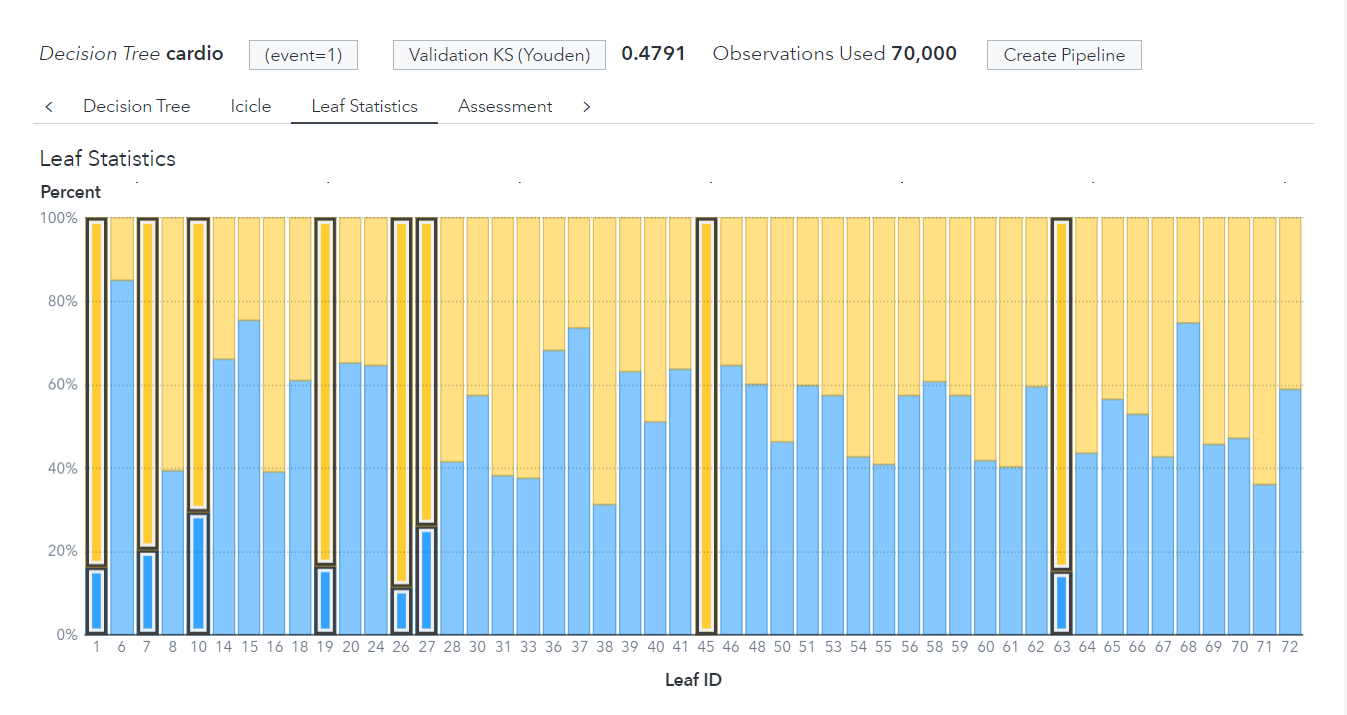 Decision Tree cardio (event=1) Validation KS (Youden) 0.4791 Observations Used 70,000 Create Pipeline
< Decision Tree Icicle Leaf Statistics Assessment >
Leaf Statistics
Percent
100%
80%
60%
40%
20%
0%
1 6 7 8 10 14 15 16 18 19 20 24 26 27 28 30 31 33 36 37 38 39 40 41 45 46 48 50 51 53 54 55 56 58 59 60 61 62 63 64 65 66 67 68 69 70 71 72
Leaf ID